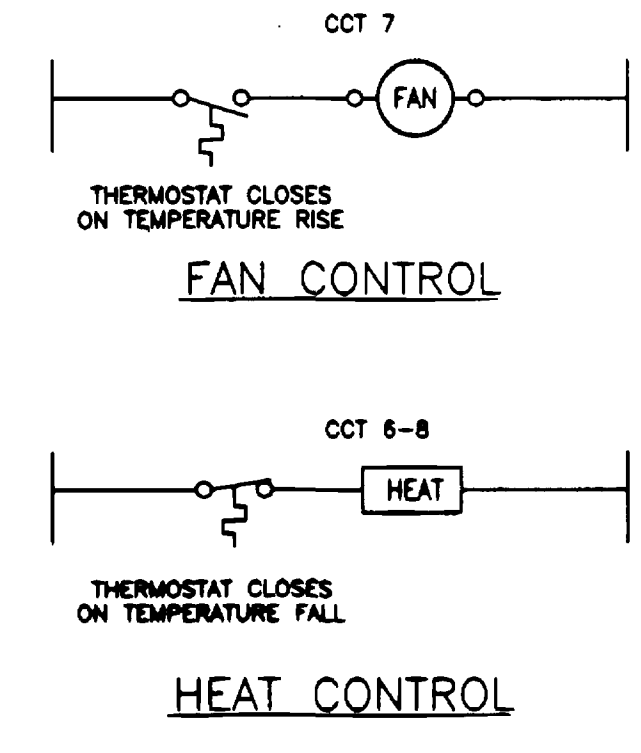 CCT 7
FAN
THERMOSTAT CLOSES
ON TEMPERATURE RISE
FAN CONTROL
CCT 6-8
HEAT
THERMOSTAT CLOSES
ON TEMPERATURE FALL
HEAT CONTROL